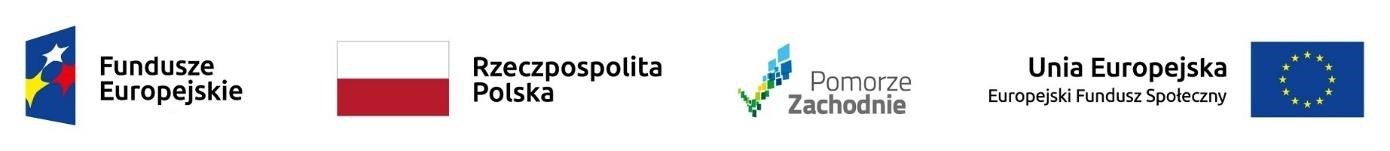 Fundusze
Europejskie
Rzeczpospolita
Polska
Pomorze
Zachodnie
Unia Europejska
Europejski Fundusz Społeczny